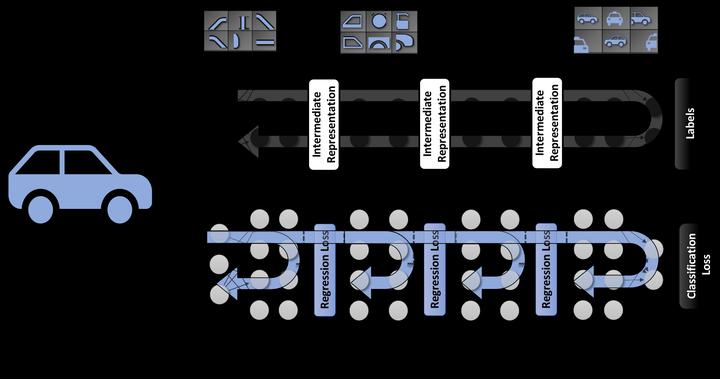 Intermediate
Representation
Intermediate
Representation
Intermediate
Representation
Labels
Regression Loss
Regression Loss
Regression Loss
Classification
Loss